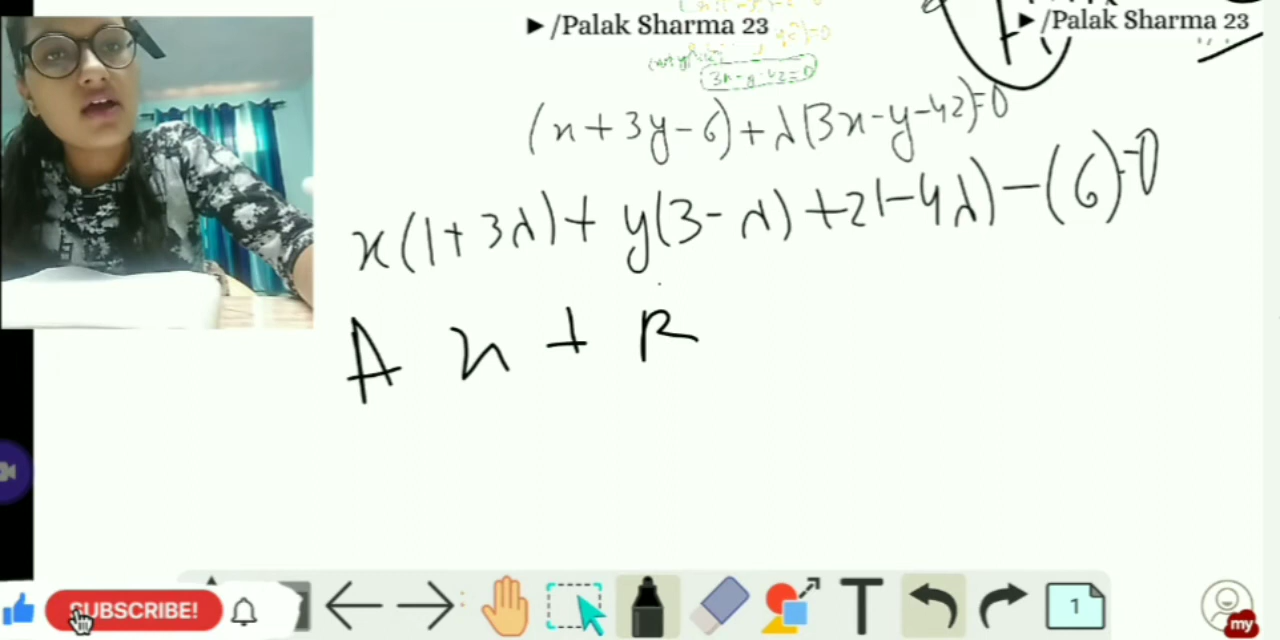 ▶ /Palak Sharma 23
▶ /Palak Sharma 23
3x-y-4z=0
(x+3y-6)+λ(3x-y-4z)=0
x(1+3λ)+y(3-λ)+z(-4λ)-(6)=0
A x + B
SUBSCRIBE!
T
1
my